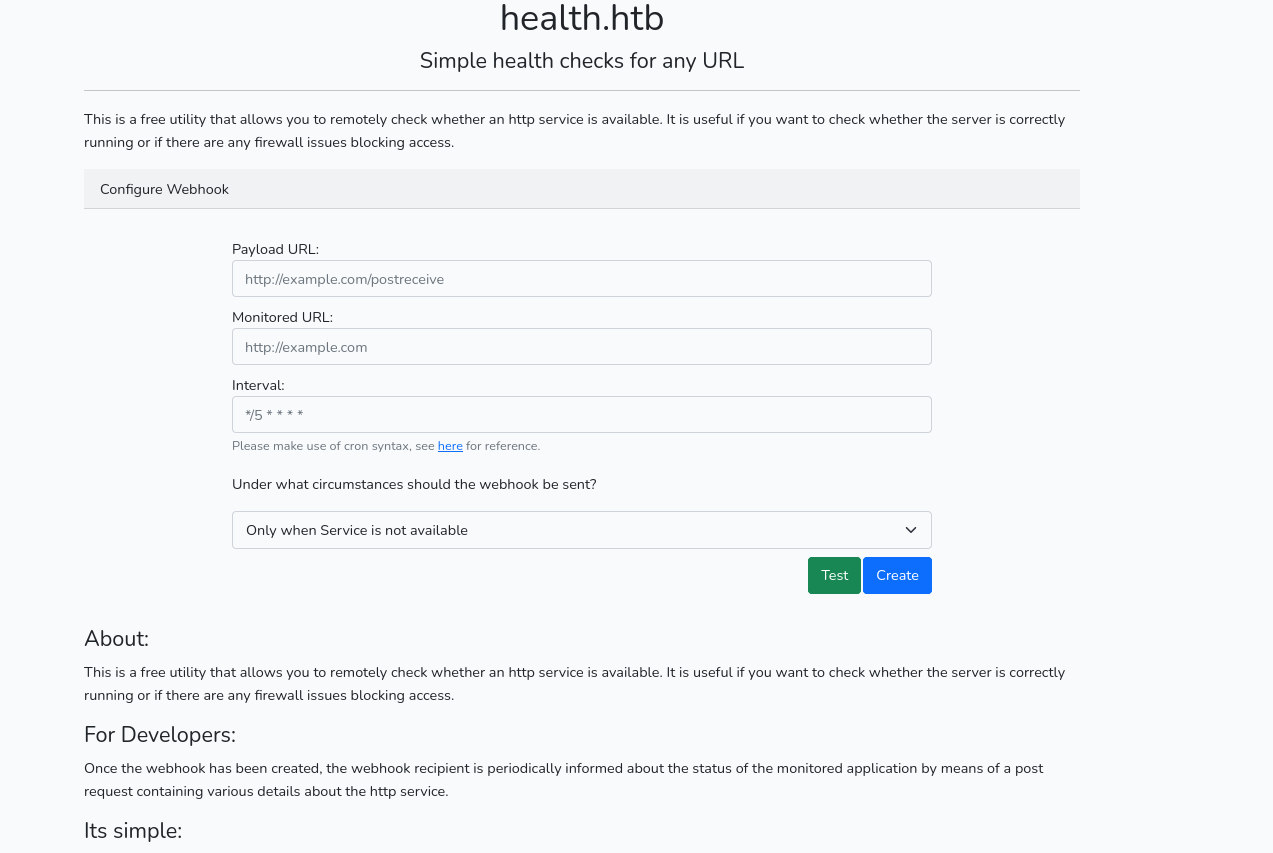 health.htb
Simple health checks for any URL
This is a free utility that allows you to remotely check whether an http service is available. It is useful if you want to check whether the server is correctly
running or if there are any firewall issues blocking access.
Configure Webhook
Payload URL:
http://example.com/postreceive
Monitored URL:
http://example.com
Interval:
*/5 * * * *
Please make use of cron syntax, see here for reference.
Under what circumstances should the webhook be sent?
Only when Service is not available
Test Create
About:
This is a free utility that allows you to remotely check whether an http service is available. It is useful if you want to check whether the server is correctly
running or if there are any firewall issues blocking access.
For Developers:
Once the webhook has been created, the webhook recipient is periodically informed about the status of the monitored application by means of a post
request containing various details about the http service.
Its simple: